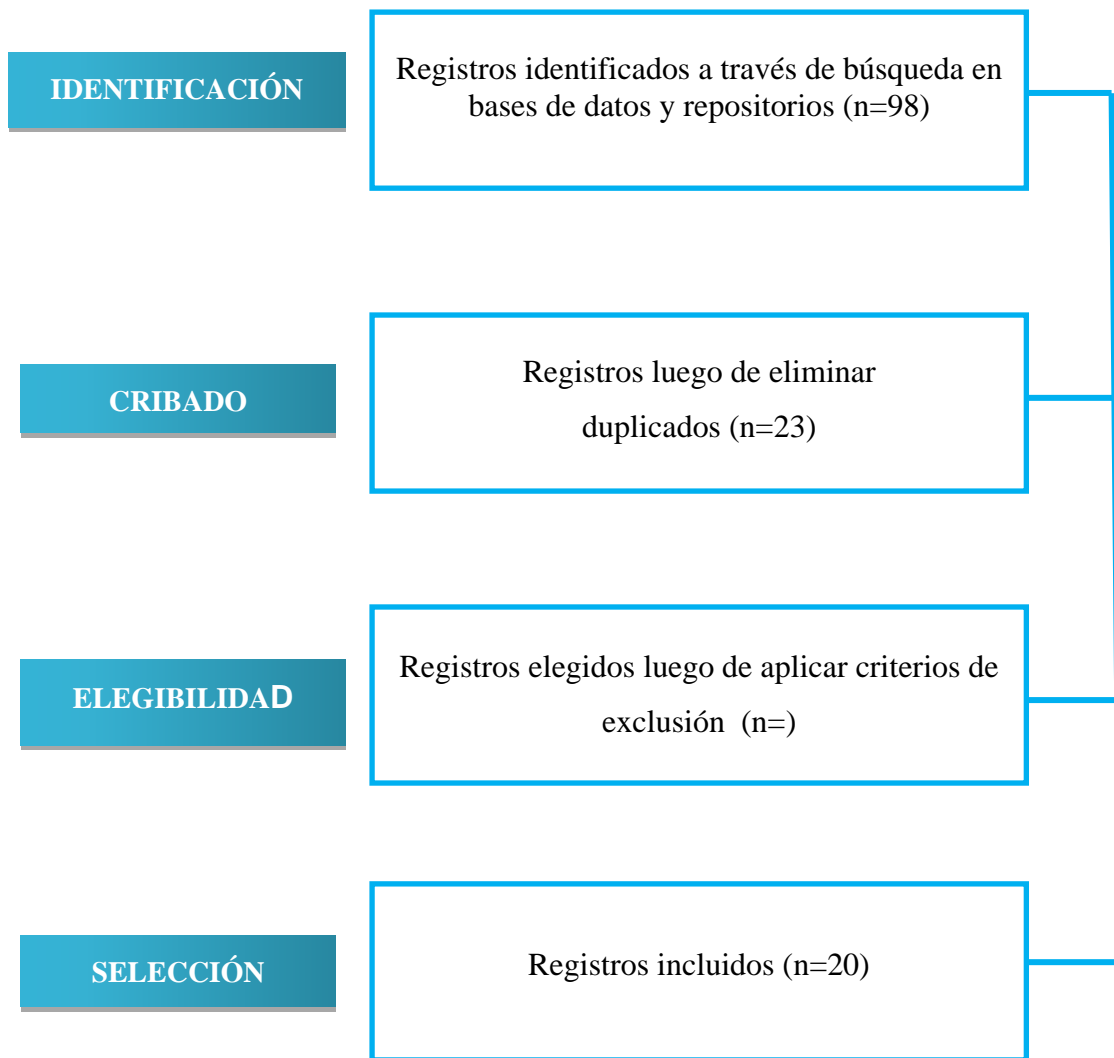 IDENTIFICACIÓN
Registros identificados a través de búsqueda en
bases de datos y repositorios (n=98)
CRIBADO
Registros luego de eliminar
duplicados (n=23)
ELEGIBILIDAD
Registros elegidos luego de aplicar criterios de
exclusión (n=)
SELECCIÓN
Registros incluidos (n=20)